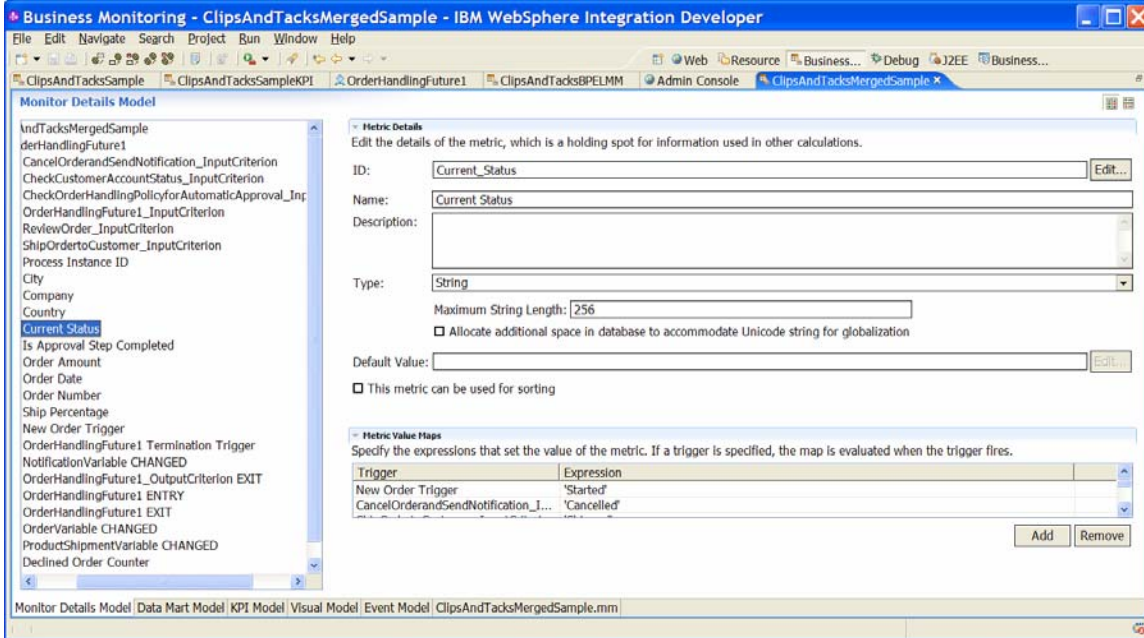 Business Monitoring - ClipsAndTacksMergedSample - IBM WebSphere Integration Developer
File Edit Navigate Search Project Run Window Help
Web Resource Business... Debug J2EE Business...
ClipsAndTacksSample ClipsAndTacksSampleKPI OrderHandlingFuture1 ClipsAndTacksBPELMM Admin Console ClipsAndTacksMergedSample
Monitor Details Model
AndTacksMergedSample
derHandlingFuture1
CancelOrderandSendNotification_InputCriterion
CheckCustomerAccountStatus_InputCriterion
CheckOrderHandlingPolicyforAutomaticApproval_Inp
OrderHandlingFuture1_InputCriterion
ReviewOrder_InputCriterion
ShipOrdertoCustomer_InputCriterion
Process Instance ID
City
Company
Country
Current Status
Is Approval Step Completed
Order Amount
Order Date
Order Number
Ship Percentage
New Order Trigger
OrderHandlingFuture1 Termination Trigger
NotificationVariable CHANGED
OrderHandlingFuture1_OutputCriterion EXIT
OrderHandlingFuture1 ENTRY
OrderHandlingFuture1 EXIT
OrderVariable CHANGED
ProductShipmentVariable CHANGED
Declined Order Counter
Metric Details
Edit the details of the metric, which is a holding spot for information used in other calculations.
ID: Current_Status Edit...
Name: Current Status
Description:
Type: String
Maximum String Length: 256
Allocate additional space in database to accommodate Unicode string for globalization
Default Value: Edit...
This metric can be used for sorting
Metric Value Maps
Specify the expressions that set the value of the metric. If a trigger is specified, the map is evaluated when the trigger fires.
Trigger Expression
New Order Trigger 'Started'
CancelOrderandSendNotification_I... 'Cancelled'
Add Remove
Monitor Details Model Data Mart Model KPI Model Visual Model Event Model ClipsAndTacksMergedSample.mm